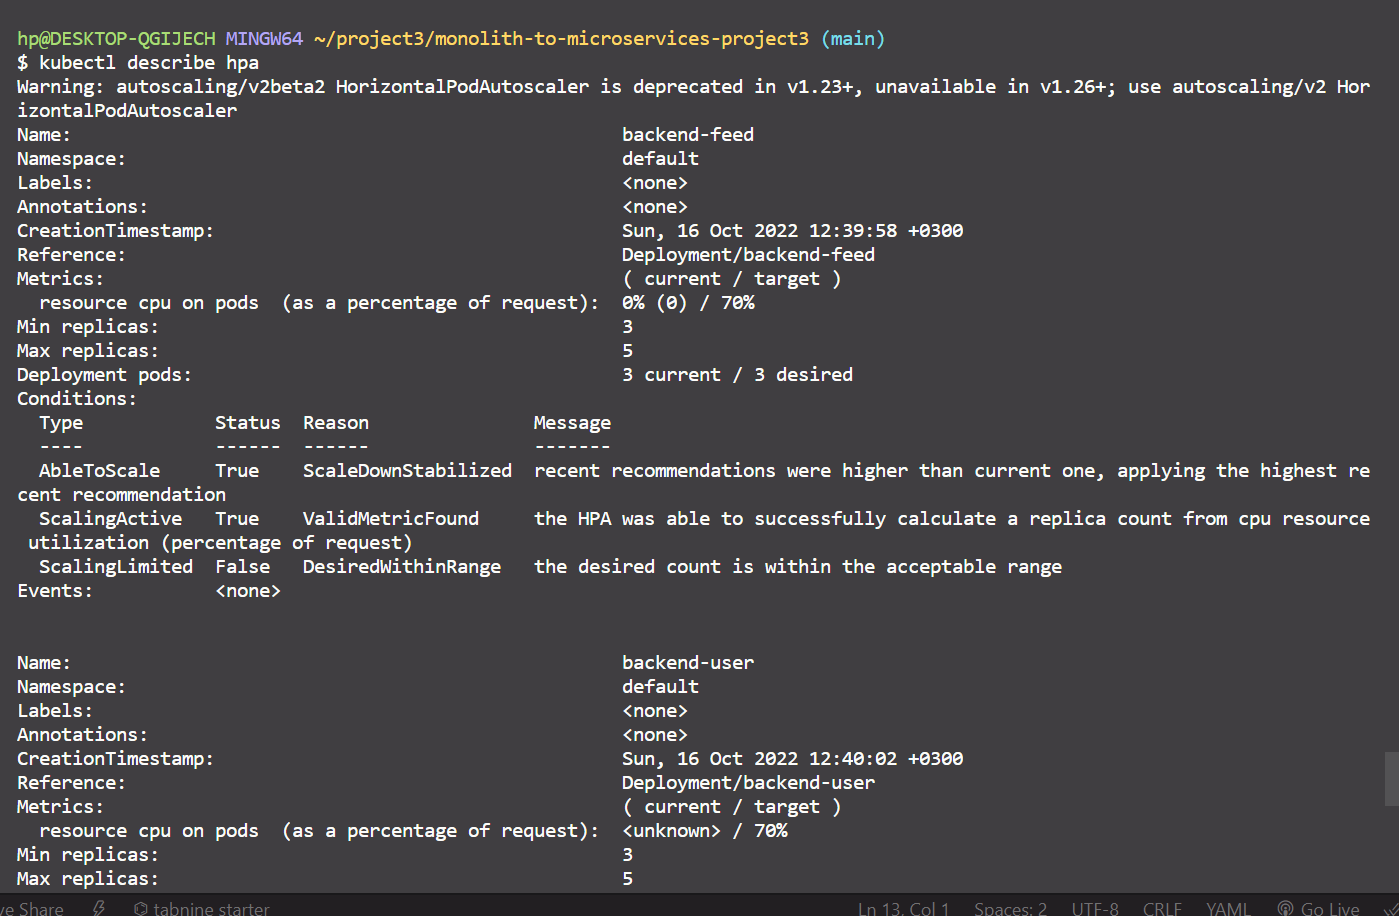 hp@DESKTOP-QGIJECH MINGW64 ~/project3/monolith-to-microservices-project3 (main)
$ kubectl describe hpa
Warning: autoscaling/v2beta2 HorizontalPodAutoscaler is deprecated in v1.23+, unavailable in v1.26+; use autoscaling/v2 Hor
izontalPodAutoscaler
Name: backend-feed
Namespace: default
Labels: <none>
Annotations: <none>
CreationTimestamp: Sun, 16 Oct 2022 12:39:58 +0300
Reference: Deployment/backend-feed
Metrics: ( current / target )
resource cpu on pods (as a percentage of request): 0% (0) / 70%
Min replicas: 3
Max replicas: 5
Deployment pods: 3 current / 3 desired
Conditions:
Type Status Reason Message
---- ------ ------ -------
AbleToScale True ScaleDownStabilized recent recommendations were higher than current one, applying the highest re
cent recommendation
ScalingActive True ValidMetricFound the HPA was able to successfully calculate a replica count from cpu resource
utilization (percentage of request)
ScalingLimited False DesiredWithinRange the desired count is within the acceptable range
Events: <none>
Name: backend-user
Namespace: default
Labels: <none>
Annotations: <none>
CreationTimestamp: Sun, 16 Oct 2022 12:40:02 +0300
Reference: Deployment/backend-user
Metrics: ( current / target )
resource cpu on pods (as a percentage of request): <unknown> / 70%
Min replicas: 3
Max replicas: 5
ve Share tabnine starter Ln 13, Col 1 Spaces: 2 UTF-8 CRLF YAML Go Live